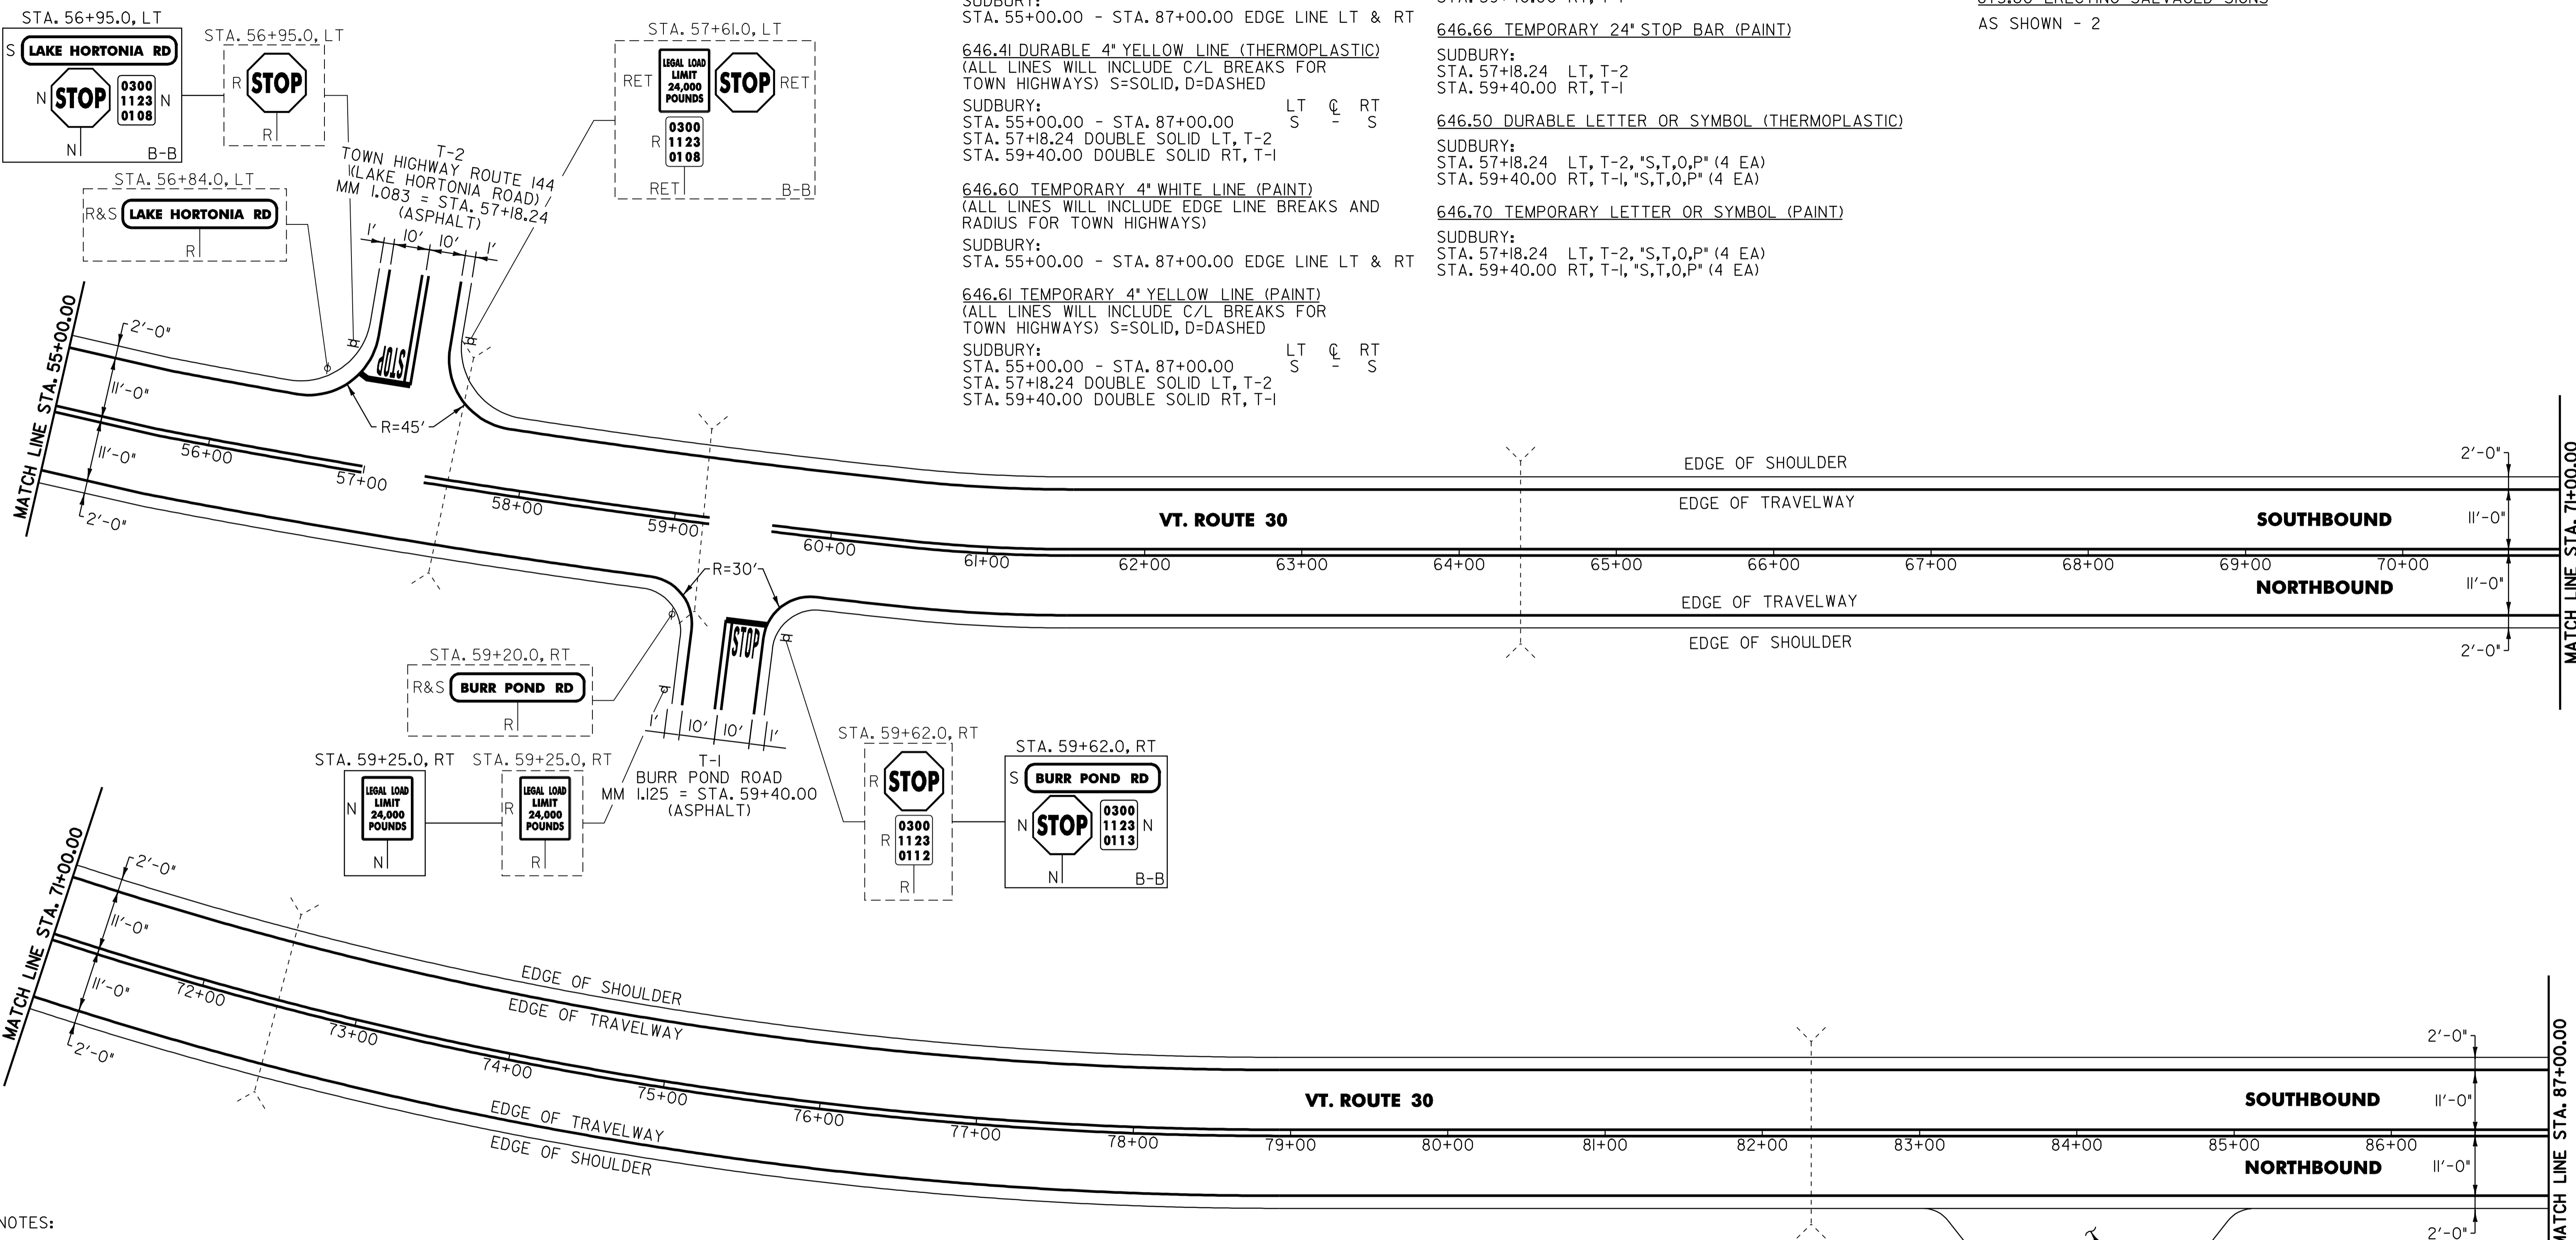 STA. 56+95.0, LT
S LAKE HORTONIA RD
N STOP
0300
1123 N
0108
N
B-B
STA. 56+95.0, LT
R STOP
R
STA. 57+61.0, LT
RET
LEGAL LOAD
LIMIT
24,000
POUNDS
STOP RET
0300
R 1123
0108
RET
B-B
STA. 56+84.0, LT
R&S LAKE HORTONIA RD
R
T-2
TOWN HIGHWAY ROUTE 144
(LAKE HORTONIA ROAD)
MM 1.083 = STA. 57+18.24
(ASPHALT)
1' 10' 10' 1'
SUDBURY:
STA. 55+00.00 - STA. 87+00.00 EDGE LINE LT & RT
646.41 DURABLE 4" YELLOW LINE (THERMOPLASTIC)
(ALL LINES WILL INCLUDE C/L BREAKS FOR
TOWN HIGHWAYS) S=SOLID, D=DASHED
SUDBURY: LT ℄ RT
STA. 55+00.00 - STA. 87+00.00 S - S
STA. 57+18.24 DOUBLE SOLID LT, T-2
STA. 59+40.00 DOUBLE SOLID RT, T-1
646.60 TEMPORARY 4" WHITE LINE (PAINT)
(ALL LINES WILL INCLUDE EDGE LINE BREAKS AND
RADIUS FOR TOWN HIGHWAYS)
SUDBURY:
STA. 55+00.00 - STA. 87+00.00 EDGE LINE LT & RT
646.61 TEMPORARY 4" YELLOW LINE (PAINT)
(ALL LINES WILL INCLUDE C/L BREAKS FOR
TOWN HIGHWAYS) S=SOLID, D=DASHED
SUDBURY: LT ℄ RT
STA. 55+00.00 - STA. 87+00.00 S - S
STA. 57+18.24 DOUBLE SOLID LT, T-2
STA. 59+40.00 DOUBLE SOLID RT, T-1
646.66 TEMPORARY 24" STOP BAR (PAINT)
SUDBURY:
STA. 57+18.24 LT, T-2
STA. 59+40.00 RT, T-1
646.50 DURABLE LETTER OR SYMBOL (THERMOPLASTIC)
SUDBURY:
STA. 57+18.24 LT, T-2, "S,T,O,P" (4 EA)
STA. 59+40.00 RT, T-1, "S,T,O,P" (4 EA)
646.70 TEMPORARY LETTER OR SYMBOL (PAINT)
SUDBURY:
STA. 57+18.24 LT, T-2, "S,T,O,P" (4 EA)
STA. 59+40.00 RT, T-1, "S,T,O,P" (4 EA)
AS SHOWN - 2
MATCH LINE STA. 55+00.00
2'-0"
11'-0"
11'-0"
2'-0"
STOP
R=45'
56+00
57+00
58+00
59+00
60+00
61+00
62+00
63+00
64+00
65+00
66+00
67+00
68+00
69+00
70+00
EDGE OF SHOULDER
EDGE OF TRAVELWAY
VT. ROUTE 30
SOUTHBOUND
NORTHBOUND
EDGE OF TRAVELWAY
EDGE OF SHOULDER
2'-0"
11'-0"
11'-0"
2'-0"
MATCH LINE STA. 71+00.00
R=30'
STOP
STA. 59+20.0, RT
R&S BURR POND RD
R
1' 10' 10' 1'
T-1
BURR POND ROAD
MM 1.125 = STA. 59+40.00
(ASPHALT)
STA. 59+25.0, RT
N
LEGAL LOAD
LIMIT
24,000
POUNDS
N
STA. 59+25.0, RT
R
LEGAL LOAD
LIMIT
24,000
POUNDS
R
STA. 59+62.0, RT
R STOP
0300
R 1123
0112
R
STA. 59+62.0, RT
S BURR POND RD
N STOP
0300
1123 N
0113
N
B-B
MATCH LINE STA. 71+00.00
2'-0"
11'-0"
11'-0"
2'-0"
72+00
73+00
74+00
75+00
76+00
77+00
78+00
79+00
80+00
81+00
82+00
83+00
84+00
85+00
86+00
EDGE OF SHOULDER
EDGE OF TRAVELWAY
EDGE OF TRAVELWAY
EDGE OF SHOULDER
VT. ROUTE 30
SOUTHBOUND
NORTHBOUND
2'-0"
11'-0"
11'-0"
2'-0"
MATCH LINE STA. 87+00.00
NOTES: